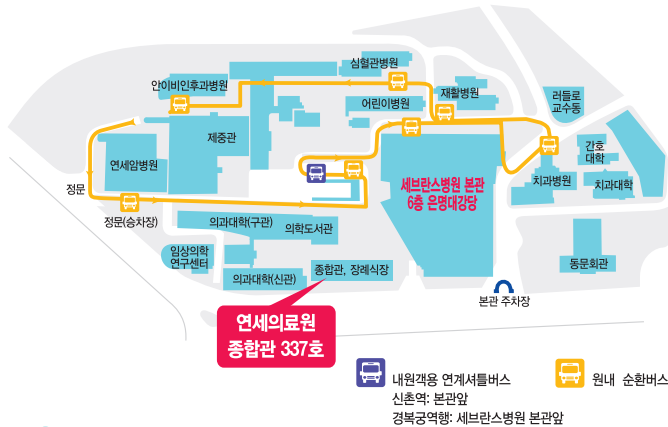 심혈관병원
안이비인후과병원
재활병원
어린이병원
러들로
교수동
제중관
간호
대학
연세암병원
세브란스병원 본관
6층 은명대강당
치과병원
치과대학
정문
정문(승차장)
의과대학(구관)
의학도서관
임상의학
연구센터
동문회관
의과대학(신관)
종합관, 장례식장
본관 주차장
연세의료원
종합관 337호
내원객용 연계셔틀버스
신촌역: 본관앞
경복궁역행: 세브란스병원 본관앞
원내 순환버스